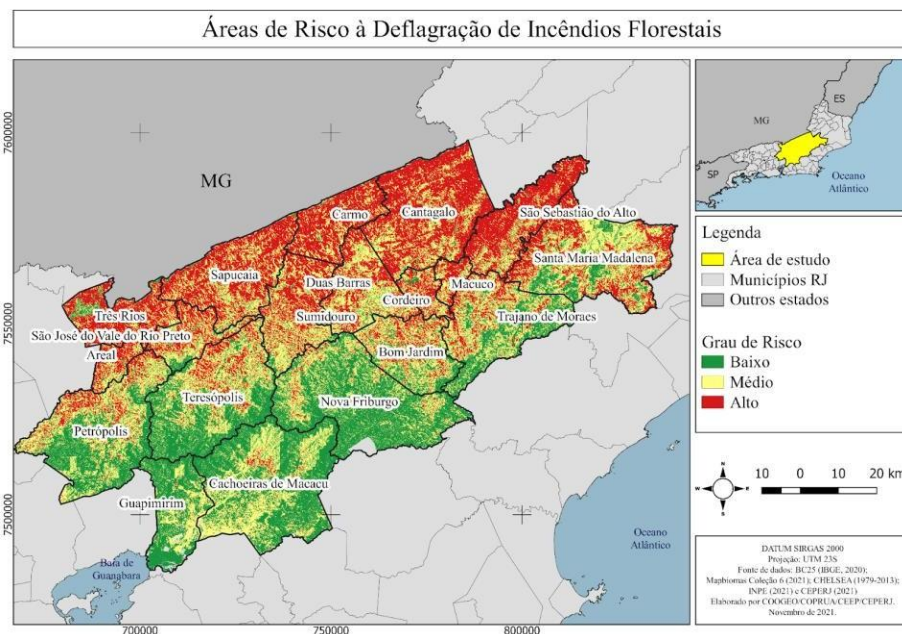 Áreas de Risco à Deflagração de Incêndios Florestais
MG
Carmo
Cantagalo
São Sebastião do Alto
Sapucaia
Santa Maria Madalena
Duas Barras
Macuco
Cordeiro
Três Rios
Sumidouro
Trajano de Moraes
São José do Vale do Rio Preto
Areal
Bom Jardim
Teresópolis
Nova Friburgo
Petrópolis
Cachoeiras de Macacu
Guapimirim
Baía de
Guanabara
Oceano
Atlântico
7600000
7550000
7500000
700000
750000
800000
ES
MG
SP
Oceano
Atlântico
Legenda
Área de estudo
Municípios RJ
Outros estados
Grau de Risco
Baixo
Médio
Alto
N
W
E
S
10 0 10 20 km
DATUM SIRGAS 2000
Projeção: UTM 23S
Fonte de dados: BC25 (IBGE, 2020);
Mapbiomas Coleção 6 (2021); CHELSEA (1979-2013);
INPE (2021) e CEPERJ (2021)
Elaborado por COOGEO/COPRUA/CEEP/CEPERJ.
Novembro de 2021.